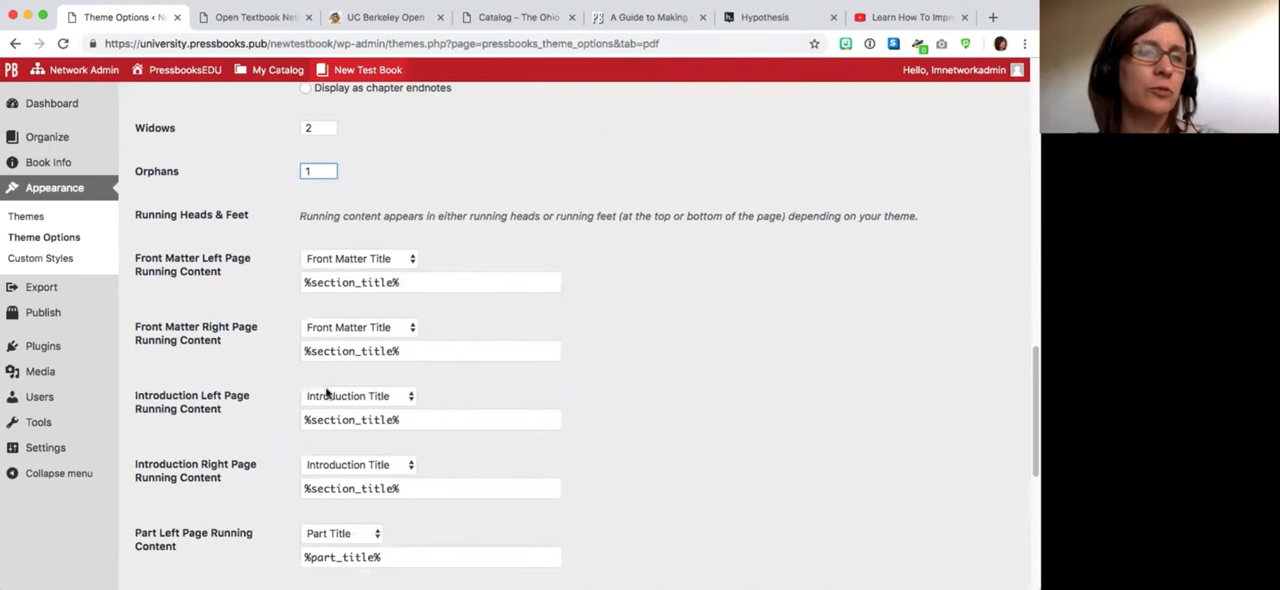 Theme Options ‹ N
Open Textbook Net
UC Berkeley Open
Catalog – The Ohio
A Guide to Making
Hypothesis
Learn How To Impr
https://university.pressbooks.pub/newtestbook/wp-admin/themes.php?page=pressbooks_theme_options&tab=pdf
PB Network Admin PressbooksEDU My Catalog New Test Book Hello, lmnetworkadmin
Dashboard
Organize
Book Info
Appearance
Themes
Theme Options
Custom Styles
Export
Publish
Plugins
Media
Users
Tools
Settings
Collapse menu
Display as chapter endnotes
Widows 2
Orphans 1
Running Heads & Feet Running content appears in either running heads or running feet (at the top or bottom of the page) depending on your theme.
Front Matter Left Page
Running Content
Front Matter Title
%section_title%
Front Matter Right Page
Running Content
Front Matter Title
%section_title%
Introduction Left Page
Running Content
Introduction Title
%section_title%
Introduction Right Page
Running Content
Introduction Title
%section_title%
Part Left Page Running
Content
Part Title
%part_title%